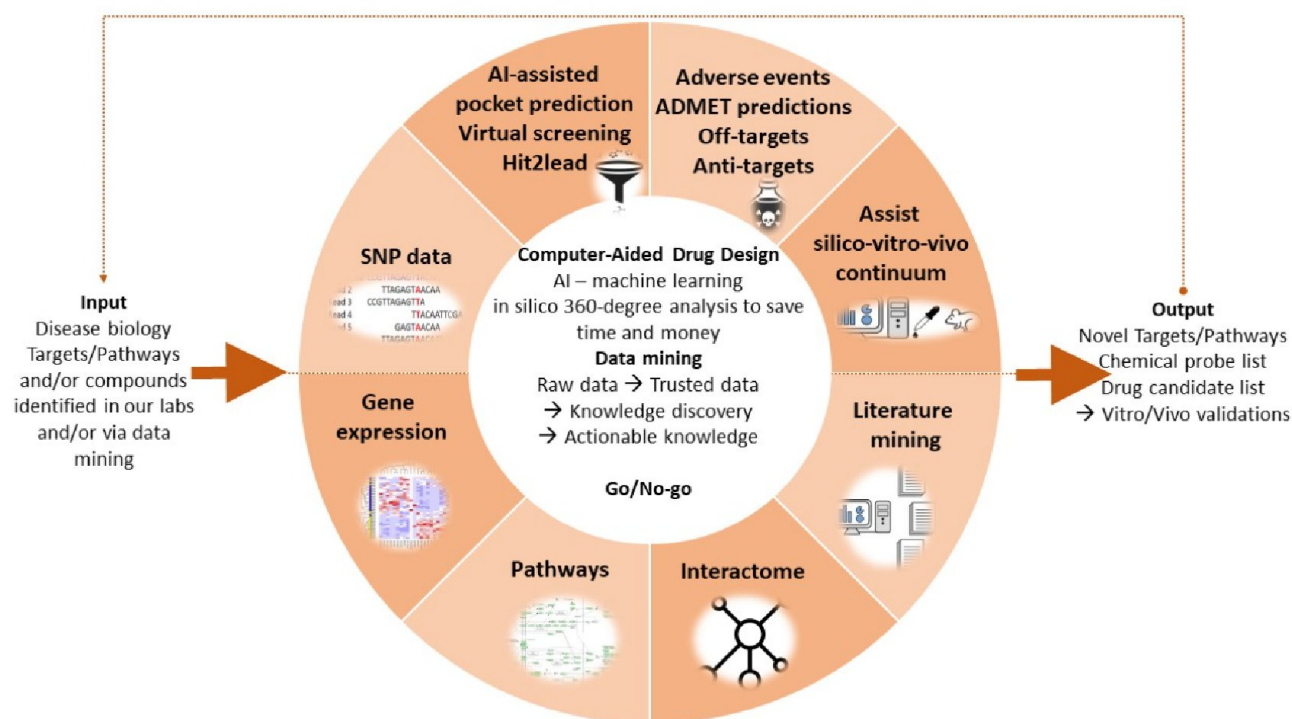 AI-assisted
pocket prediction
Virtual screening
Hit2lead
Adverse events
ADMET predictions
Off-targets
Anti-targets
SNP data
TTAGAGTAACAA
ead 3 CCGTTAGAGTTA
ead 4 TTACAATTCGA
GAGTAACAA
Assist
silico-vitro-vivo
continuum
Computer-Aided Drug Design
AI – machine learning
in silico 360-degree analysis to save
time and money
Data mining
Raw data → Trusted data
→ Knowledge discovery
→ Actionable knowledge
Go/No-go
Input
Disease biology
Targets/Pathways
and/or compounds
identified in our labs
and/or via data
mining
Output
Novel Targets/Pathways
Chemical probe list
Drug candidate list
→ Vitro/Vivo validations
Gene
expression
Literature
mining
Pathways
Interactome